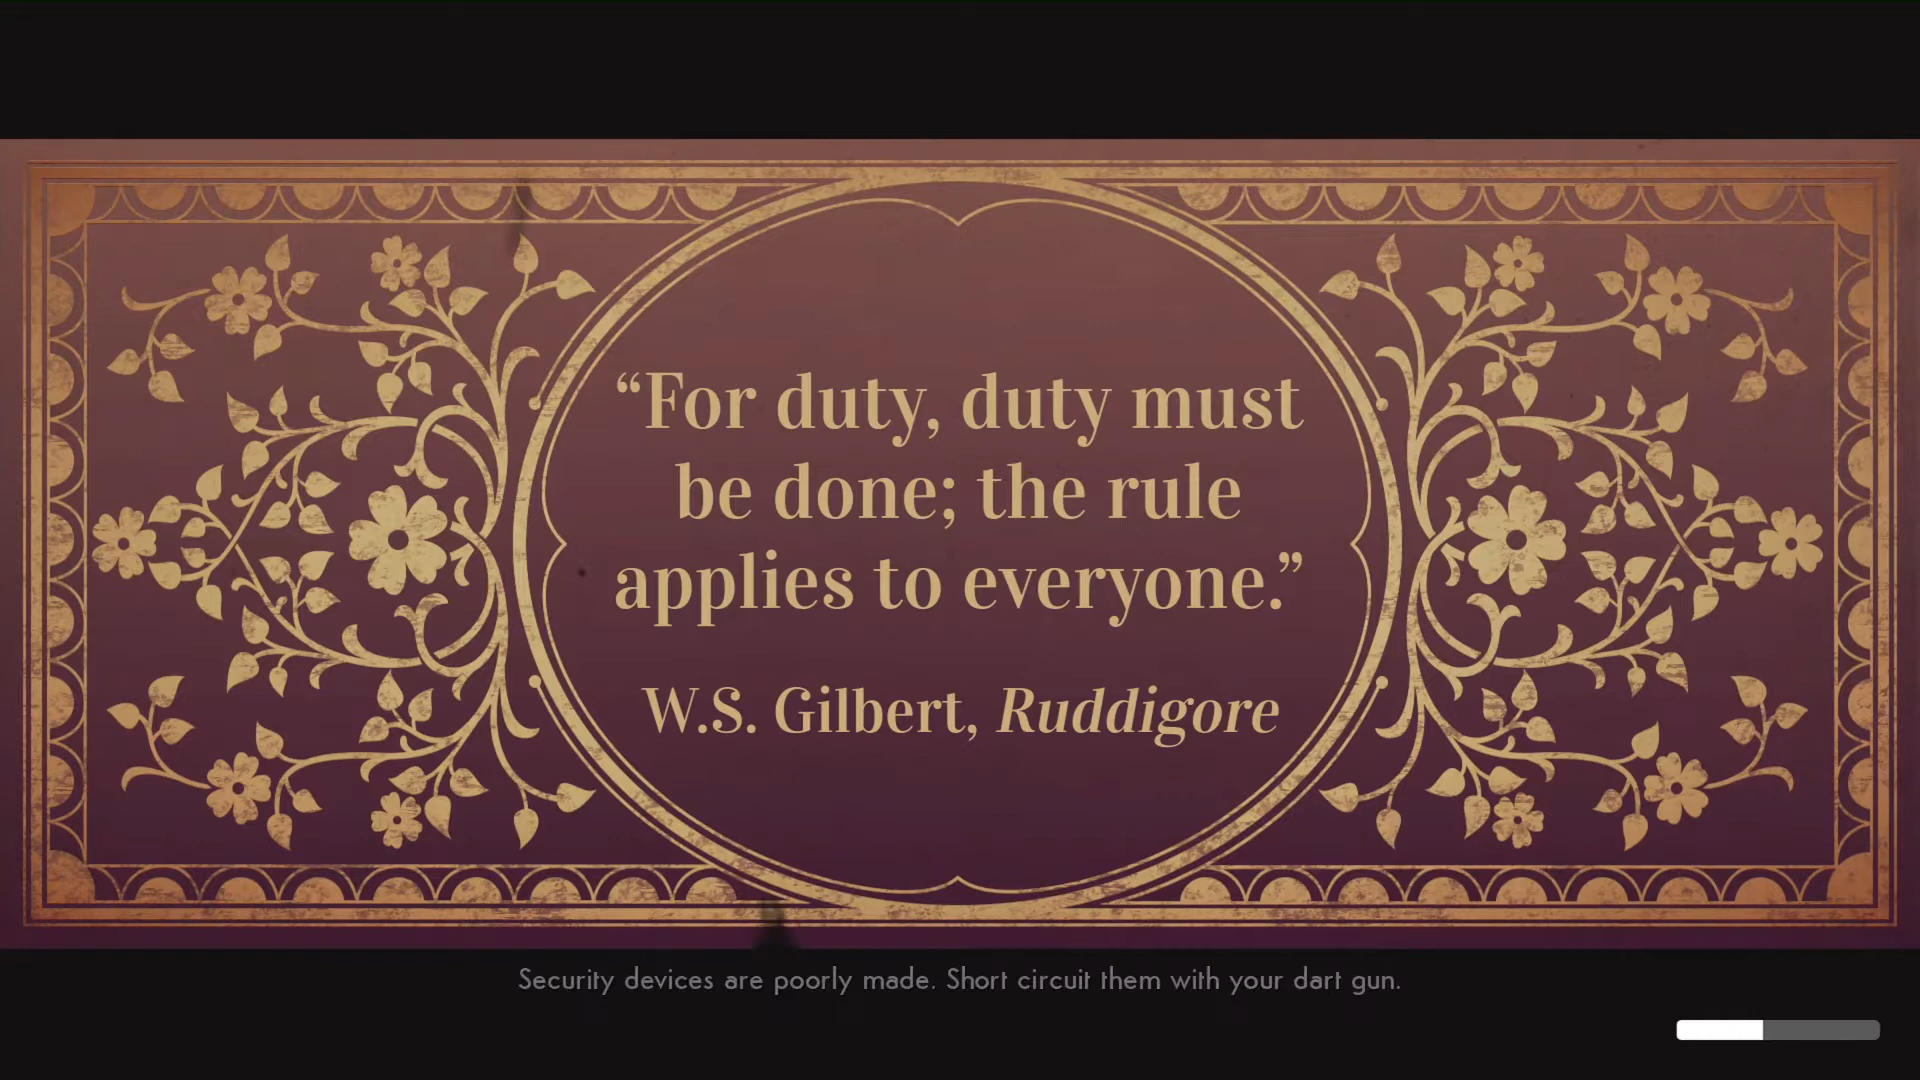 “For duty, duty must
be done; the rule
applies to everyone.”
W.S. Gilbert, Ruddigore
Security devices are poorly made. Short circuit them with your dart gun.